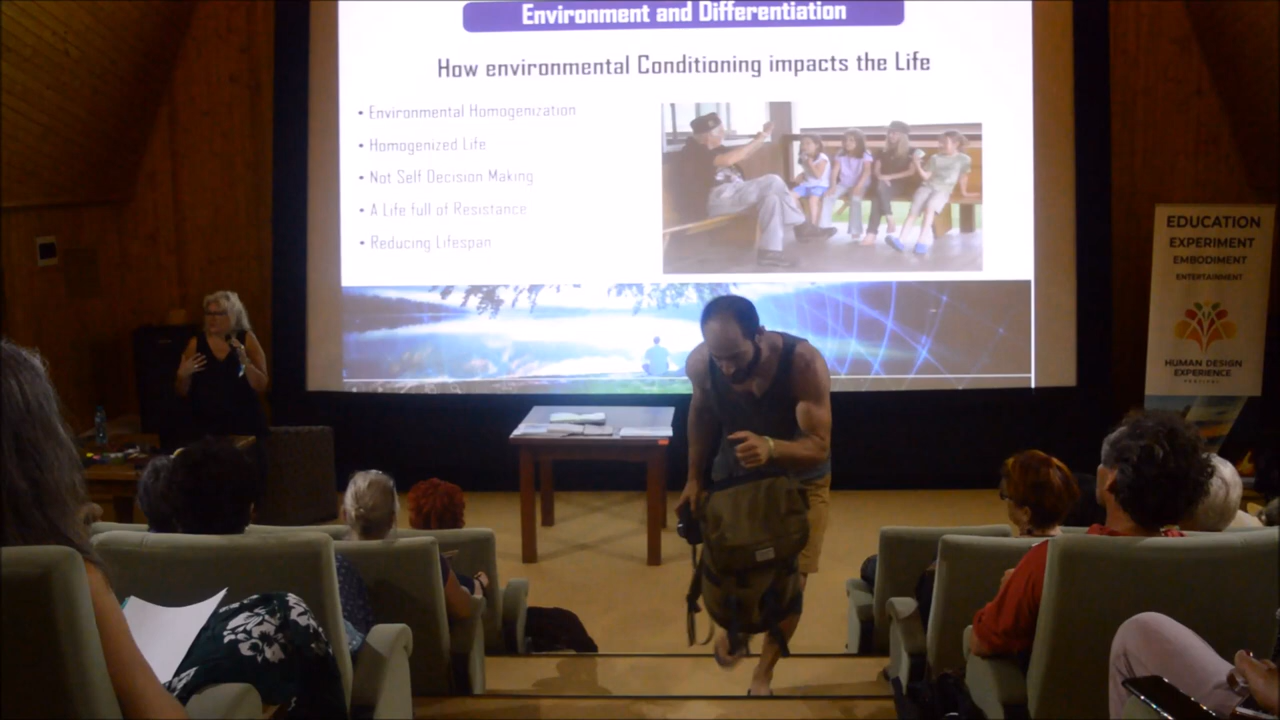 Environment and Differentiation
How environmental Conditioning impacts the Life
• Environmental Homogenization
• Homogenized Life
• Not Self Decision Making
• A Life full of Resistance
• Reducing Lifespan
EDUCATION
EXPERIMENT
EMBODIMENT
ENTERTAINMENT
HUMAN DESIGN
EXPERIENCE
FESTIVAL